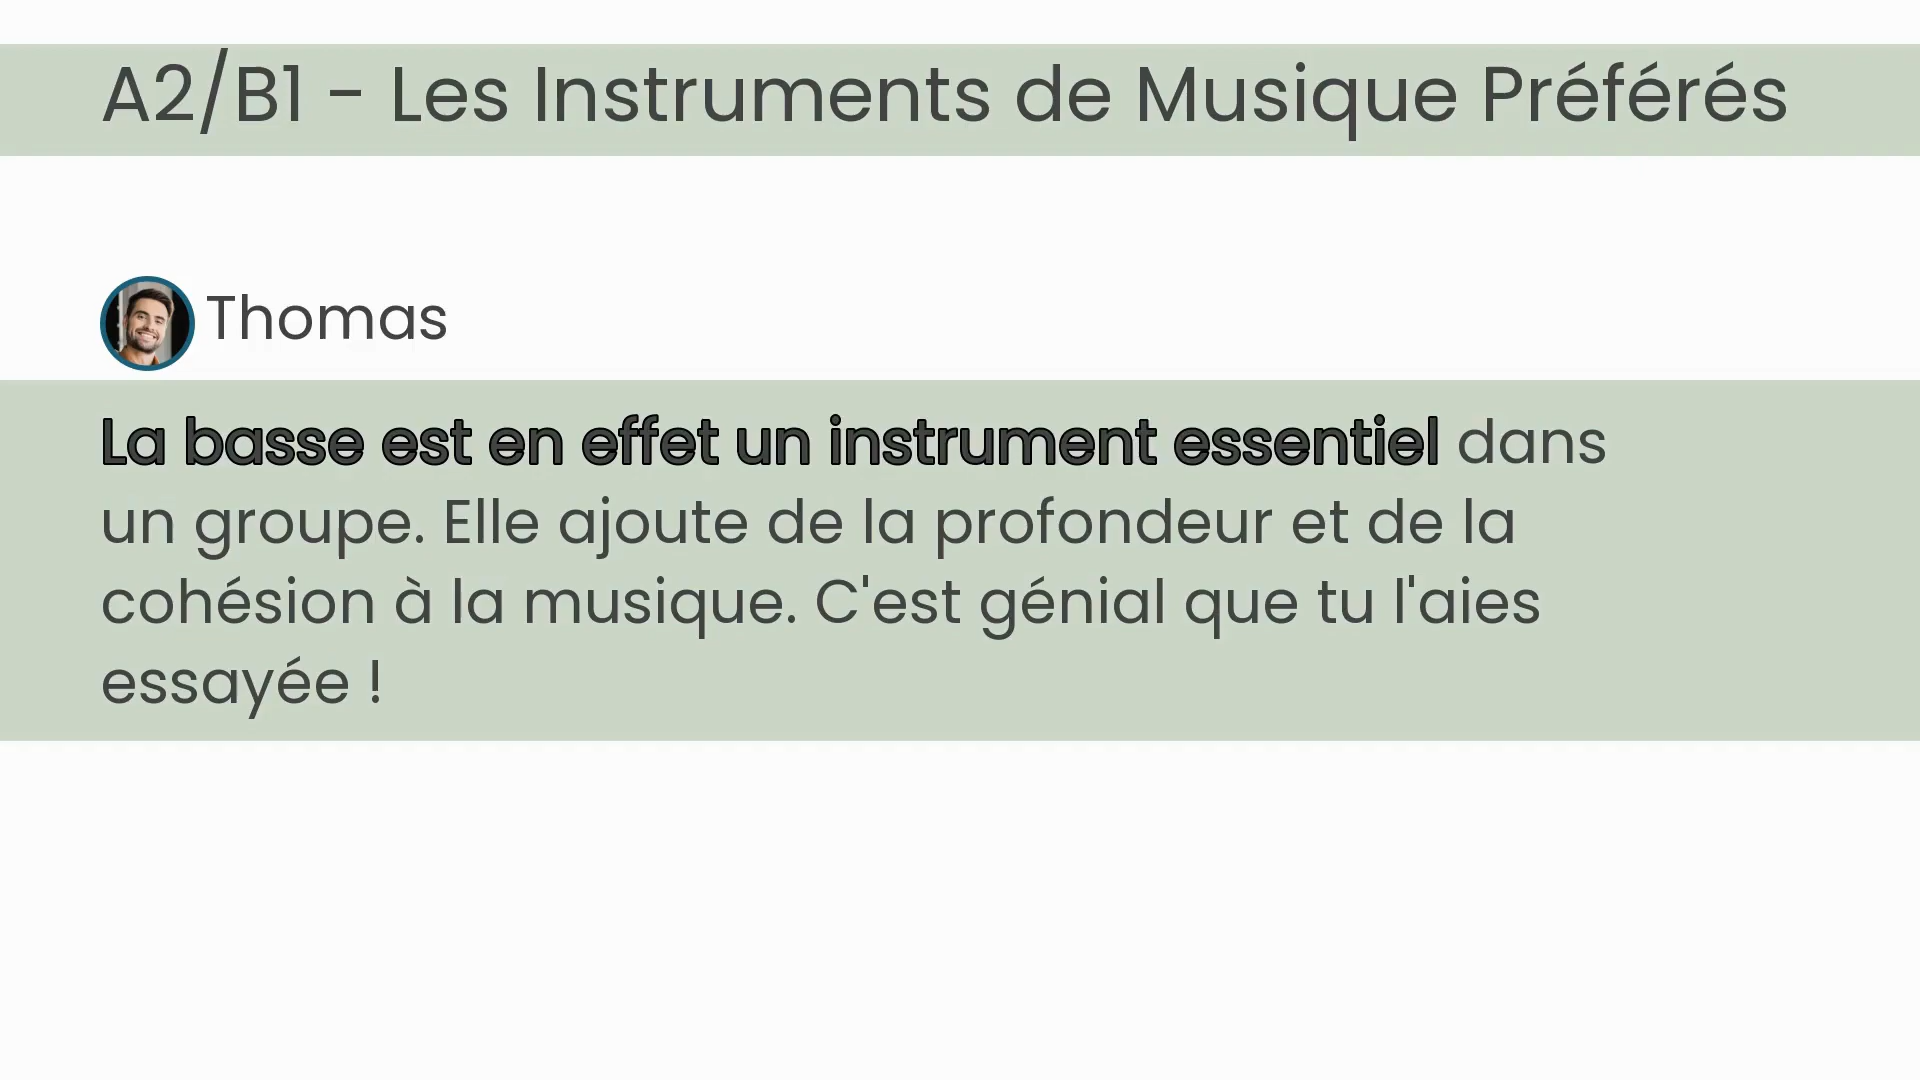 A2/B1 - Les Instruments de Musique Préférés
Thomas
La basse est en effet un instrument essentiel dans
un groupe. Elle ajoute de la profondeur et de la
cohésion à la musique. C'est génial que tu l'aies
essayée !